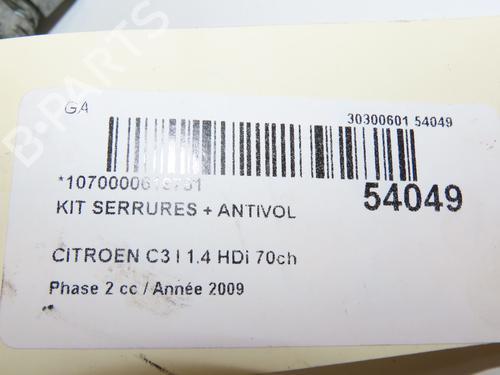 GA
30300601 54049
54049
KIT SERRURES + ANTIVOL
CITROEN C3 I 1.4 HDi 70ch
Phase 2 cc / Année 2009
B-PARTS